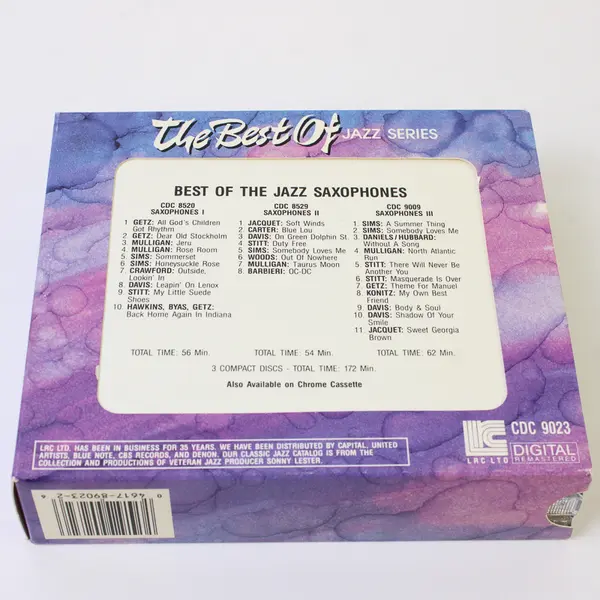 The Best Of JAZZ SERIES
BEST OF THE JAZZ SAXOPHONES
CDC 8520
SAXOPHONES I
1 GETZ: All God's Children
Got Rhythm
2 GETZ: Dear Old Stockholm
3 MULLIGAN: Jeru
4 MULLIGAN: Rose Room
5 SIMS: Sommerset
6 SIMS: Honeysuckle Rose
7 CRAWFORD: Outside,
Lookin' In
8. DAVIS: Leapin' On Lenox
9 STITT: My Little Suede
Shoes
10. HAWKINS, BYAS, GETZ:
Back Home Again In Indiana
TOTAL TIME: 56 Min.
CDC 8529
SAXOPHONES II
1. JACQUET: Soft Winds
2. CARTER: Blue Lou
3. DAVIS: On Green Dolphin St.
4 STITT: Duty Free
5 SIMS: Somebody Loves Me
6. WOODS: Out Of Nowhere
7. MULLIGAN: Taurus Moon
8. BARBIERI: OC-DC
TOTAL TIME: 54 Min.
CDC 9009
SAXOPHONES III
1. SIMS: A Summer Thing
2. SIMS: Somebody Loves Me
3. DANIELS/HUBBARD:
Without A Song
4 MULLIGAN: North Atlantic
Run
5. STITT: There Will Never Be
Another You
6 STITT: Masquerade Is Over
7. GETZ: Theme For Manuel
8. KONITZ: My Own Best
Friend
9. DAVIS: Body & Soul
10. DAVIS: Shadow Of Your
Smile
11. JACQUET: Sweet Georgia
Brown
TOTAL TIME: 62 Min.
3 COMPACT DISCS - TOTAL TIME: 172 Min.
Also Available on Chrome Cassette
LRC LTD. HAS BEEN IN BUSINESS FOR 35 YEARS. WE HAVE BEEN DISTRIBUTED BY CAPITAL, UNITED
ARTISTS, BLUE NOTE, CBS RECORDS, AND DENON. OUR CLASSIC JAZZ CATALOG IS FROM THE
COLLECTION AND PRODUCTIONS OF VETERAN JAZZ PRODUCER SONNY LESTER.
LRC LTD
CDC 9023
DIGITAL
REMASTERED
0 4617-89023-2 4